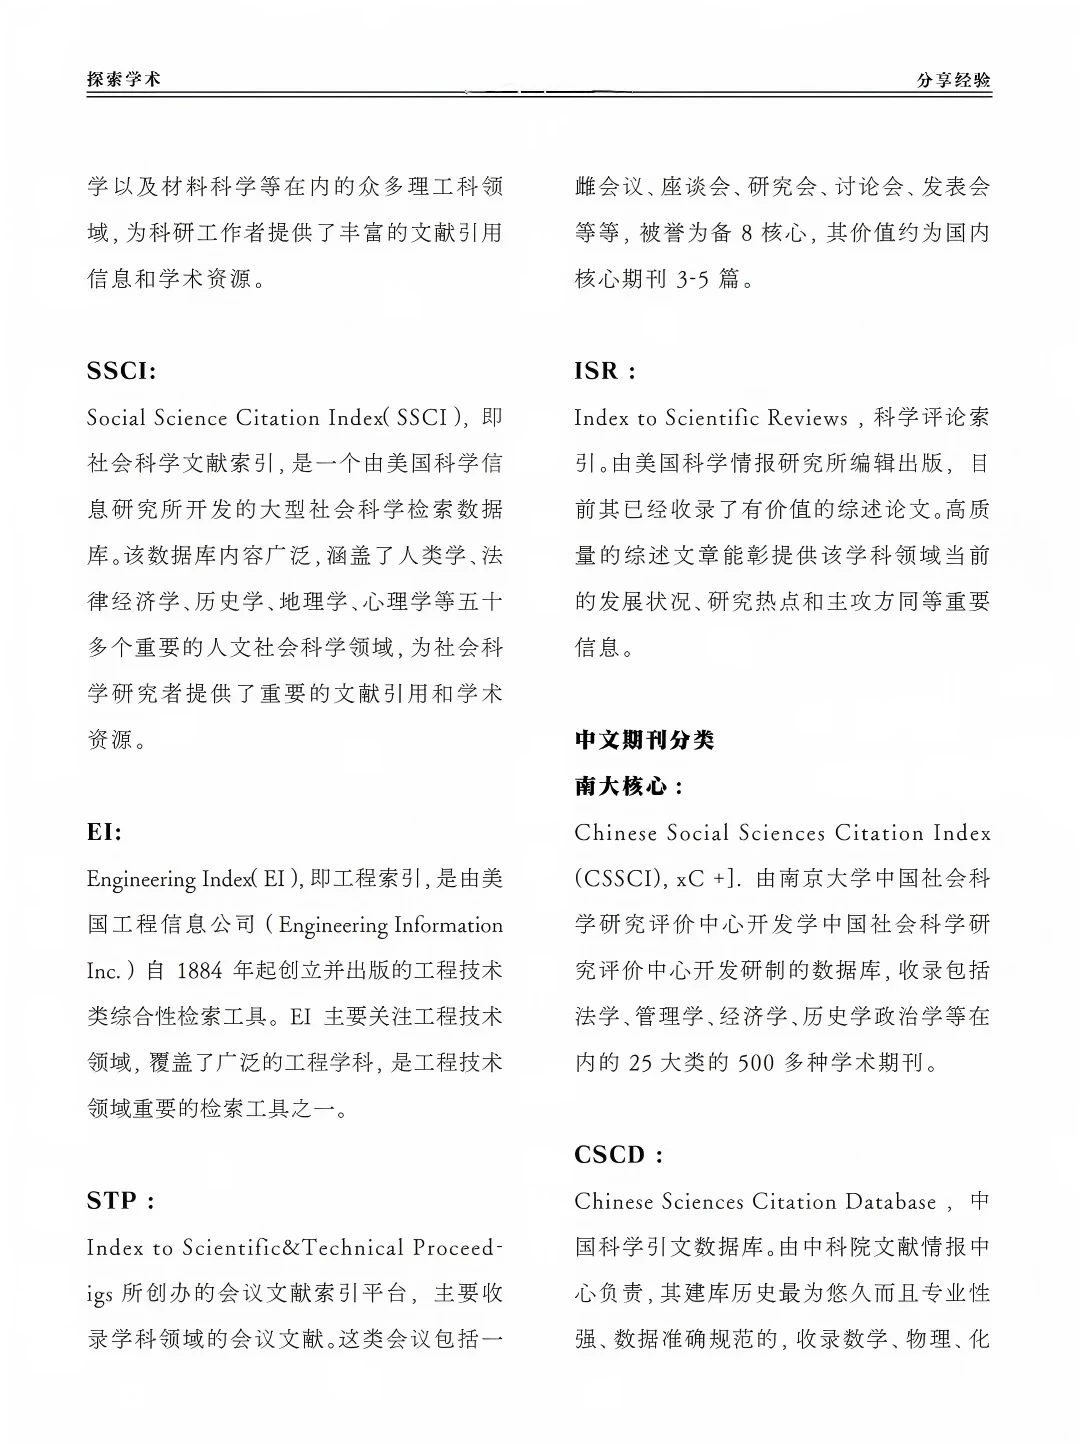 探索学术
分享经验
学以及材料科学等在内的众多理工科领
域,为科研工作者提供了丰富的文献引用
信息和学术资源。
SSCI:
Social Science Citation Index( SSCI ), 即
社会科学文献索引,是一个由美国科学信
息研究所开发的大型社会科学检索数据
库。该数据库内容广泛,涵盖了人类学、法
律经济学、历史学、地理学、心理学等五十
多个重要的人文社会科学领域,为社会科
学研究者提供了重要的文献引用和学术
资源。
EI:
Engineering Index( EI ), 即工程索引,是由美
国工程信息公司 ( Engineering Information
Inc. ) 自 1884 年起创立并出版的工程技术
类综合性检索工具。EI 主要关注工程技术
领域, 覆盖了广泛的工程学科, 是工程技术
领域重要的检索工具之一。
STP :
Index to Scientific&Technical Proceed-
igs 所创办的会议文献索引平台, 主要收
录学科领域的会议文献。这类会议包括一
雌会议、座谈会、研究会、讨论会、发表会
等等, 被誉为备 8 核心, 其价值约为国内
核心期刊 3-5 篇。
ISR :
Index to Scientific Reviews , 科学评论索
引。由美国科学情报研究所编辑出版, 目
前其已经收录了有价值的综述论文。高质
量的综述文章能彰提供该学科领域当前
的发展状况、研究热点和主攻方同等重要
信息。
中文期刊分类
南大核心 :
Chinese Social Sciences Citation Index
(CSSCI), xC +]. 由南京大学中国社会科
学研究评价中心开发学中国社会科学研
究评价中心开发研制的数据库, 收录包括
法学、管理学、经济学、历史学政治学等在
内的 25 大类的 500 多种学术期刊。
CSCD :
Chinese Sciences Citation Database , 中
国科学引文数据库。由中科院文献情报中
心负责, 其建库历史最为悠久而且专业性
强、数据准确规范的, 收录数学、物理、化